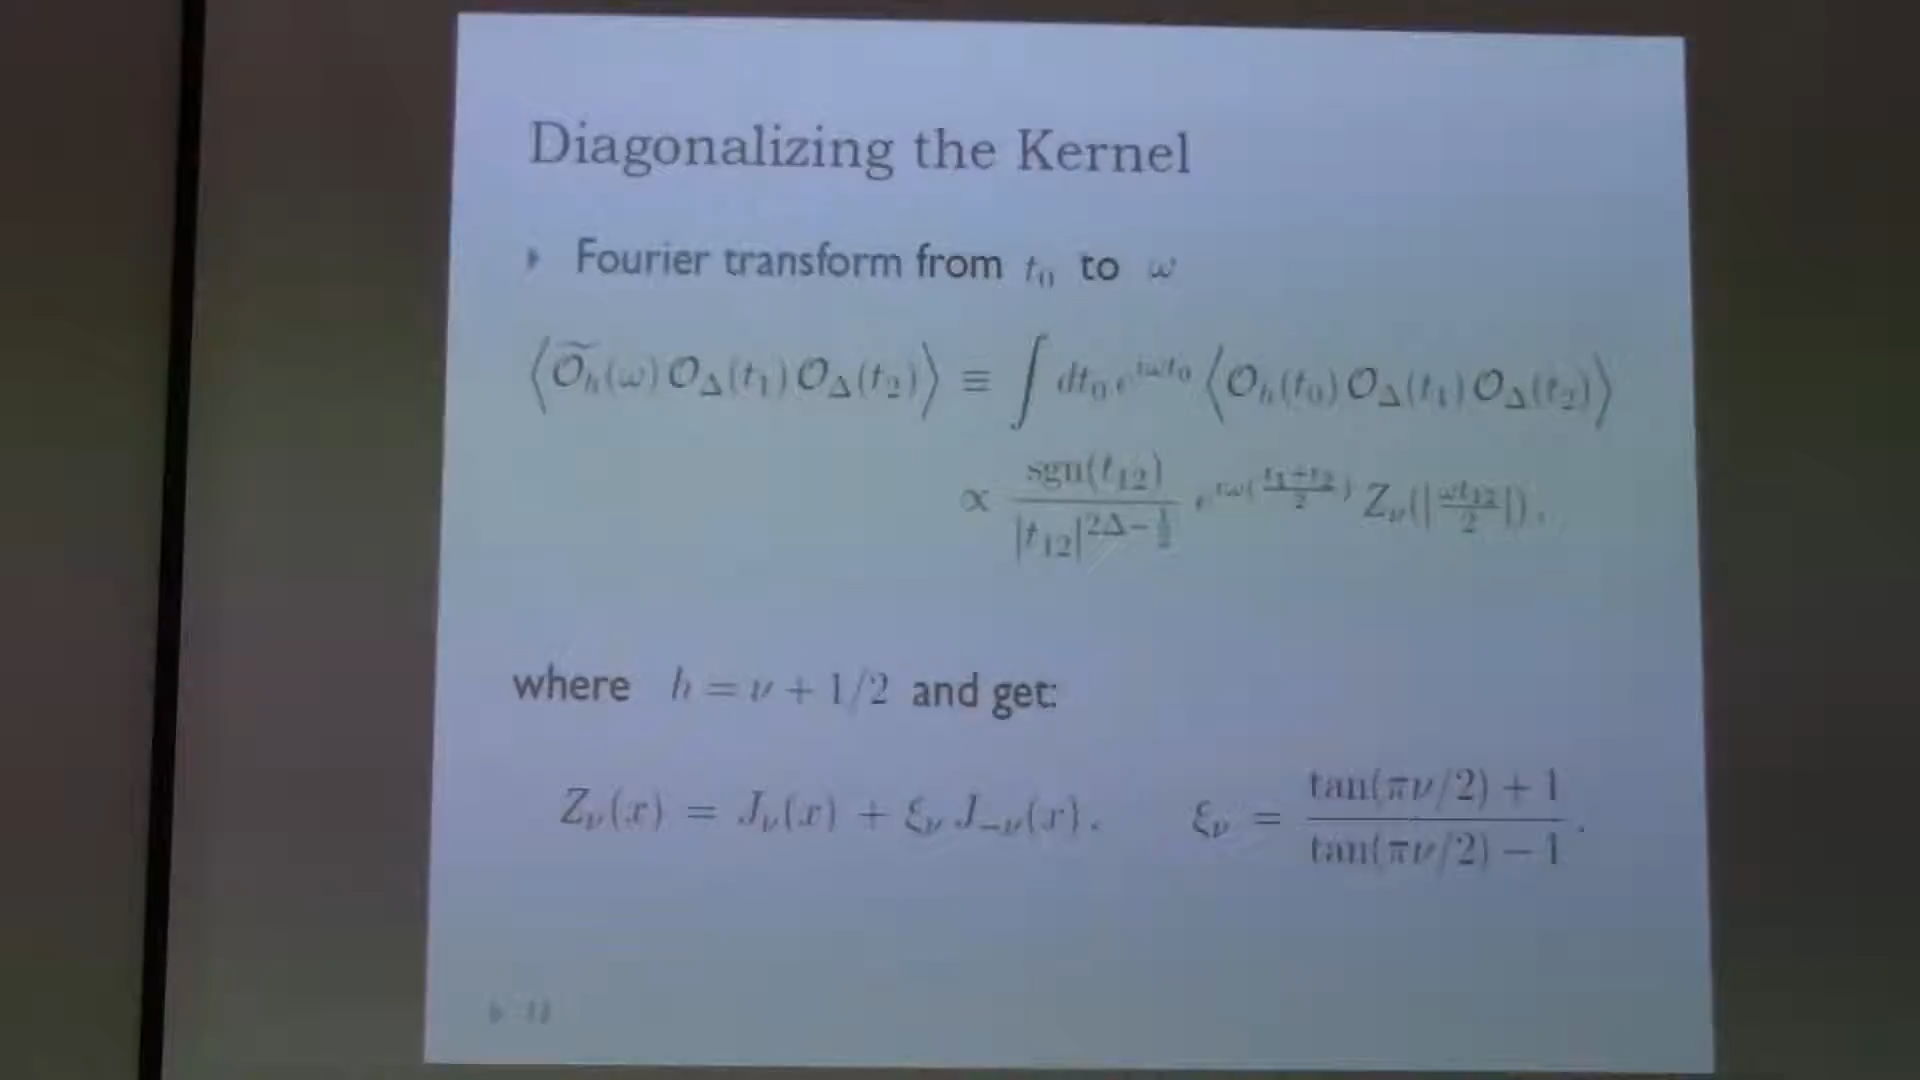 Diagonalizing the Kernel
Fourier transform from t₀ to ω
⟨Õₕ(ω) O_Δ(t₁) O_Δ(t₂)⟩ ≡ ∫ dt₀ e^{iωt₀} ⟨Oₕ(t₀) O_Δ(t₁) O_Δ(t₂)⟩
∝ sgn(t₁₂) / |t₁₂|^{2Δ−1/2} e^{iω((t₁+t₂)/2)} Z_ν(|ωt₁₂/2|).
where h = ν + 1/2 and get:
Z_ν(x) = J_ν(x) + ξ_ν J_{−ν}(x). ξ_ν = (tan(πν/2) + 1) / (tan(πν/2) − 1).